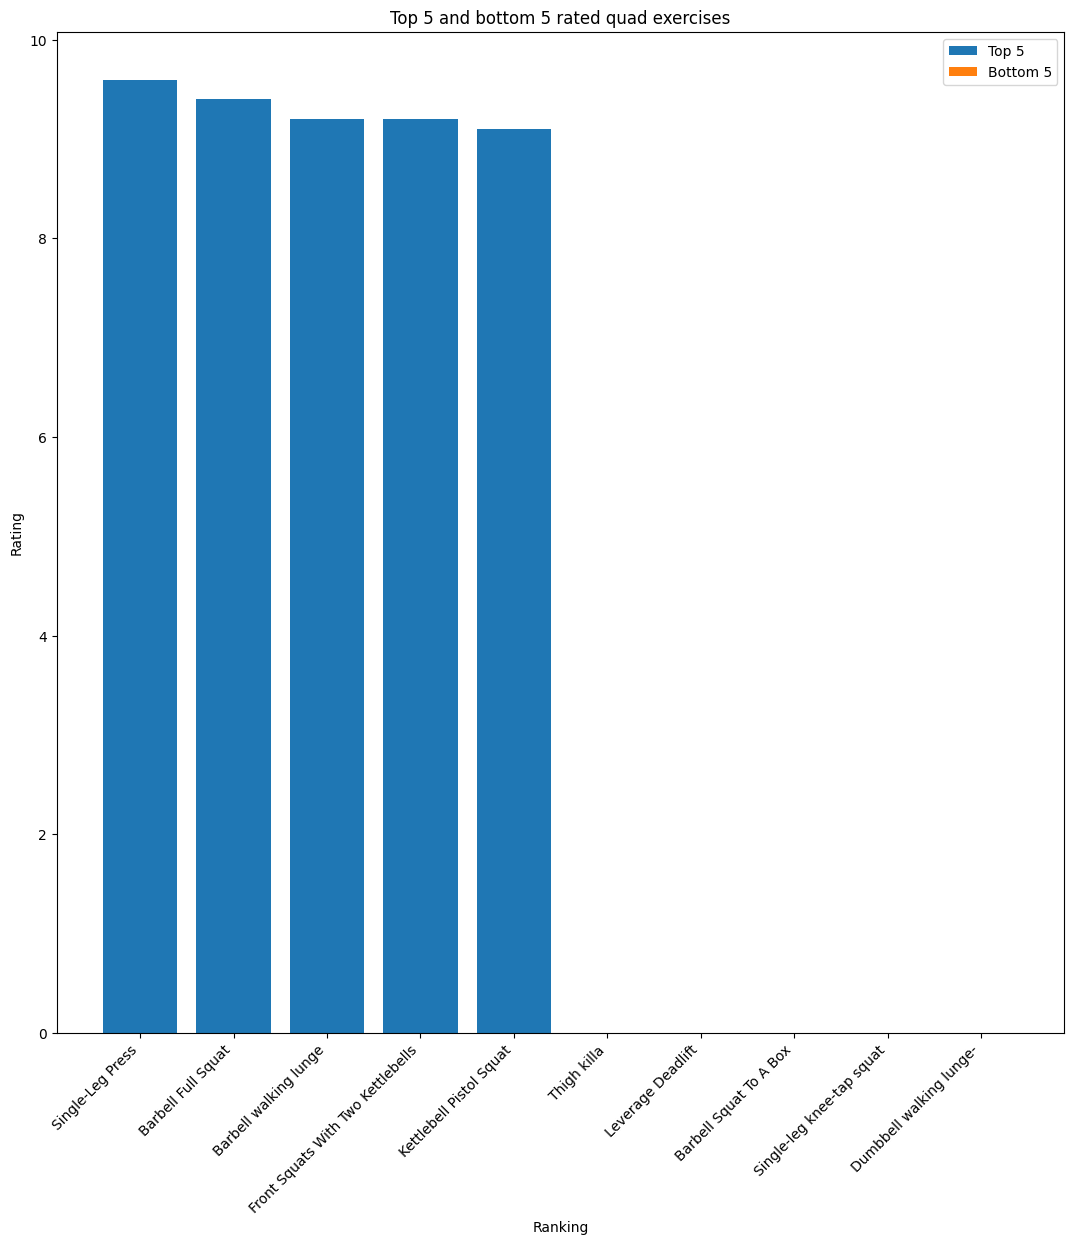 Top 5 and bottom 5 rated quad exercises
Top 5
Bottom 5
10
8
6
4
2
0
Rating
Single-Leg Press
Barbell Full Squat
Barbell walking lunge
Front Squats With Two Kettlebells
Kettlebell Pistol Squat
Thigh killa
Leverage Deadlift
Barbell Squat To A Box
Single-leg knee-tap squat
Dumbbell walking lunge-
Ranking